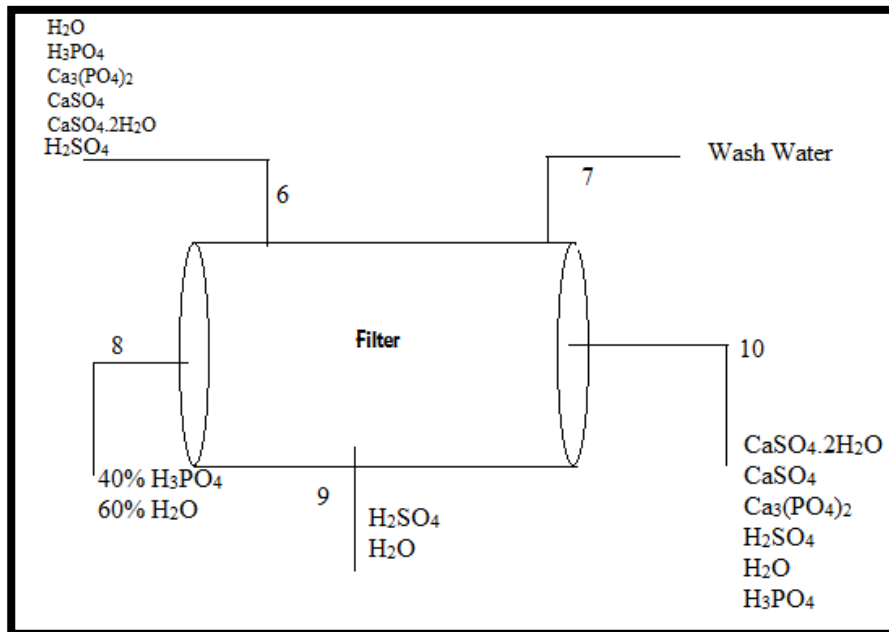 H₂O
H₃PO₄
Ca₃(PO₄)₂
CaSO₄
CaSO₄.2H₂O
H₂SO₄
6
Wash Water
7
Filter
8
10
40% H₃PO₄
60% H₂O
9
H₂SO₄
H₂O
CaSO₄.2H₂O
CaSO₄
Ca₃(PO₄)₂
H₂SO₄
H₂O
H₃PO₄